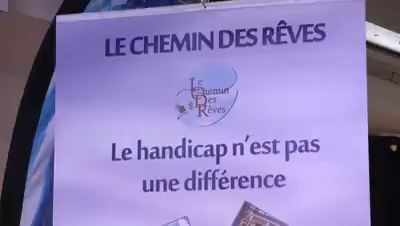 LE CHEMIN DES RÊVES
Le
Chemin
Des
Rêves
Le handicap n'est pas
une différence